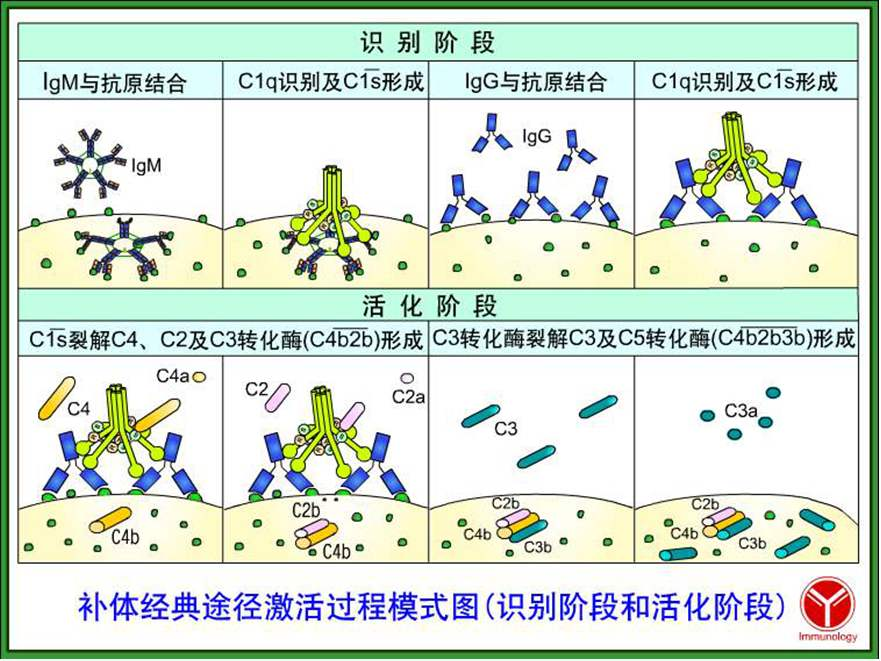 识别阶段
IgM与抗原结合
C1q识别及C1s形成
IgG与抗原结合
C1q识别及C1s形成
IgM
IgG
活化阶段
C1s裂解C4、C2及C3转化酶(C4b2b)形成
C3转化酶裂解C3及C5转化酶(C4b2b3b)形成
C4
C4a
C4b
C2
C2a
C2b
C4b
C3
C2b
C4b
C3b
C3a
C2b
C4b
C3b
补体经典途径激活过程模式图(识别阶段和活化阶段)
Immunology